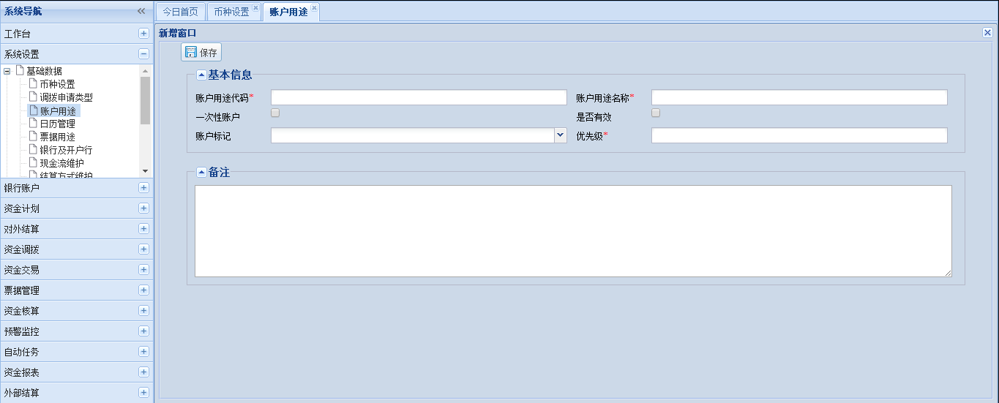 系统导航
工作台
系统设置
基础数据
币种设置
调拨申请类型
账户用途
日历管理
票据用途
银行及开户行
现金流维护
结算方式维护
银行账户
资金计划
对外结算
资金调拨
资金交易
票据管理
资金核算
预警监控
自动任务
资金报表
外部结算
今日首页 币种设置 账户用途
新增窗口
保存
基本信息
账户用途代码* 账户用途名称*
一次性账户 是否有效
账户标记 优先级*
备注